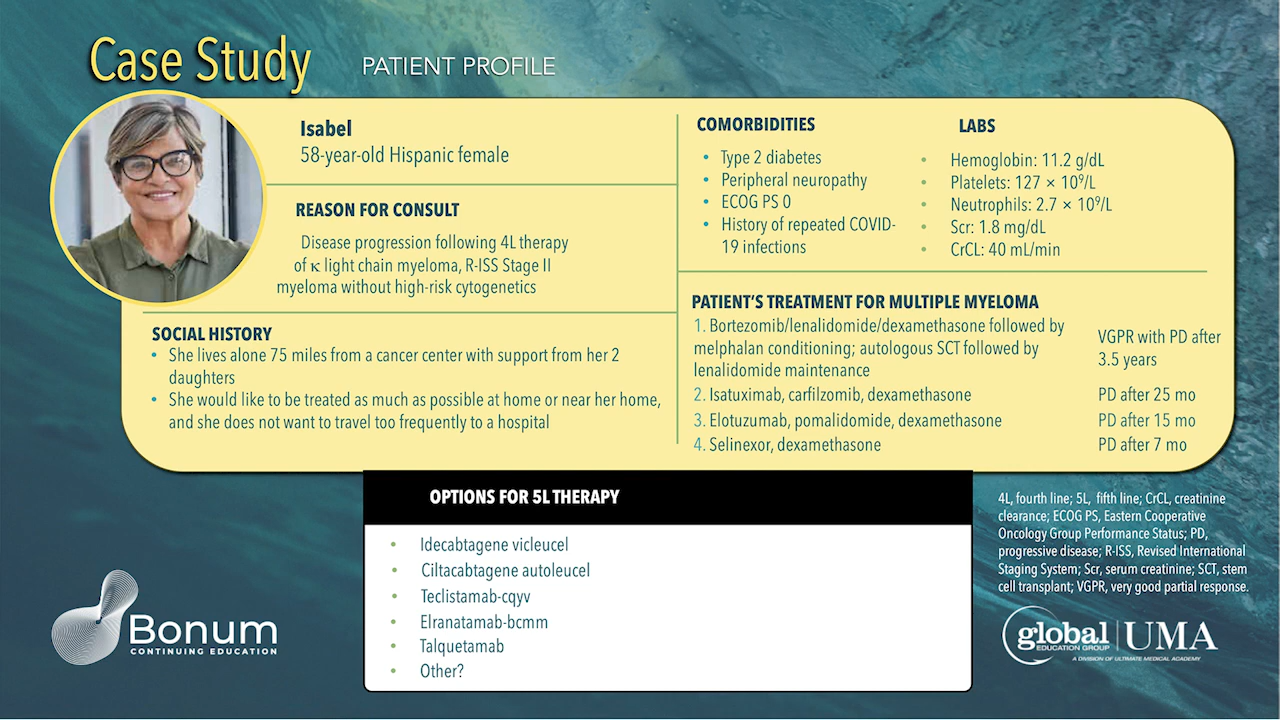 Case Study
PATIENT PROFILE
Isabel
58-year-old Hispanic female
REASON FOR CONSULT
Disease progression following 4L therapy
of κ light chain myeloma, R-ISS Stage II
myeloma without high-risk cytogenetics
SOCIAL HISTORY
• She lives alone 75 miles from a cancer center with support from her 2
daughters
• She would like to be treated as much as possible at home or near her home,
and she does not want to travel too frequently to a hospital
COMORBIDITIES
• Type 2 diabetes
• Peripheral neuropathy
• ECOG PS 0
• History of repeated COVID-
19 infections
LABS
• Hemoglobin: 11.2 g/dL
• Platelets: 127 × 10⁹/L
• Neutrophils: 2.7 × 10⁹/L
• Scr: 1.8 mg/dL
• CrCL: 40 mL/min
PATIENT'S TREATMENT FOR MULTIPLE MYELOMA
1. Bortezomib/lenalidomide/dexamethasone followed by
melphalan conditioning; autologous SCT followed by
lenalidomide maintenance
VGPR with PD after
3.5 years
2. Isatuximab, carfilzomib, dexamethasone PD after 25 mo
3. Elotuzumab, pomalidomide, dexamethasone PD after 15 mo
4. Selinexor, dexamethasone PD after 7 mo
OPTIONS FOR 5L THERAPY
• Idecabtagene vicleucel
• Ciltacabtagene autoleucel
• Teclistamab-cqyv
• Elranatamab-bcmm
• Talquetamab
• Other?
4L, fourth line; 5L, fifth line; CrCL, creatinine
clearance; ECOG PS, Eastern Cooperative
Oncology Group Performance Status; PD,
progressive disease; R-ISS, Revised International
Staging System; Scr, serum creatinine; SCT, stem
cell transplant; VGPR, very good partial response.
Bonum
CONTINUING EDUCATION
global
EDUCATION GROUP
UMA
A DIVISION OF ULTIMATE MEDICAL ACADEMY